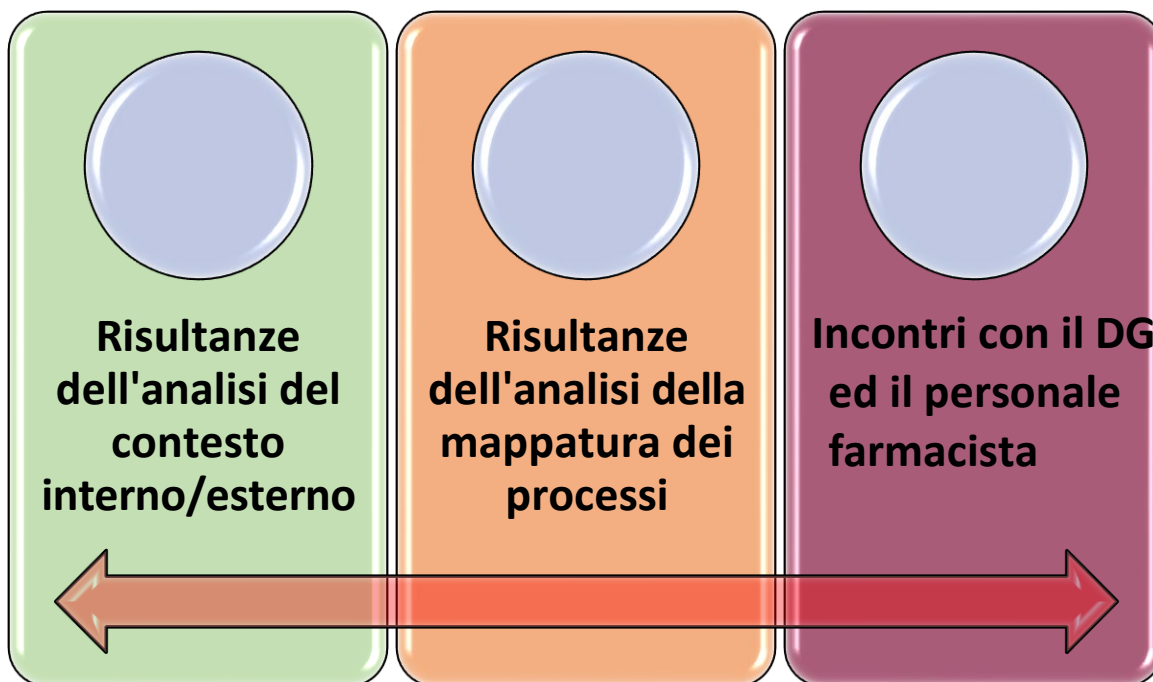 Risultanze
dell'analisi del
contesto
interno/esterno
Risultanze
dell'analisi della
mappatura dei
processi
Incontri con il DG
ed il personale
farmacista